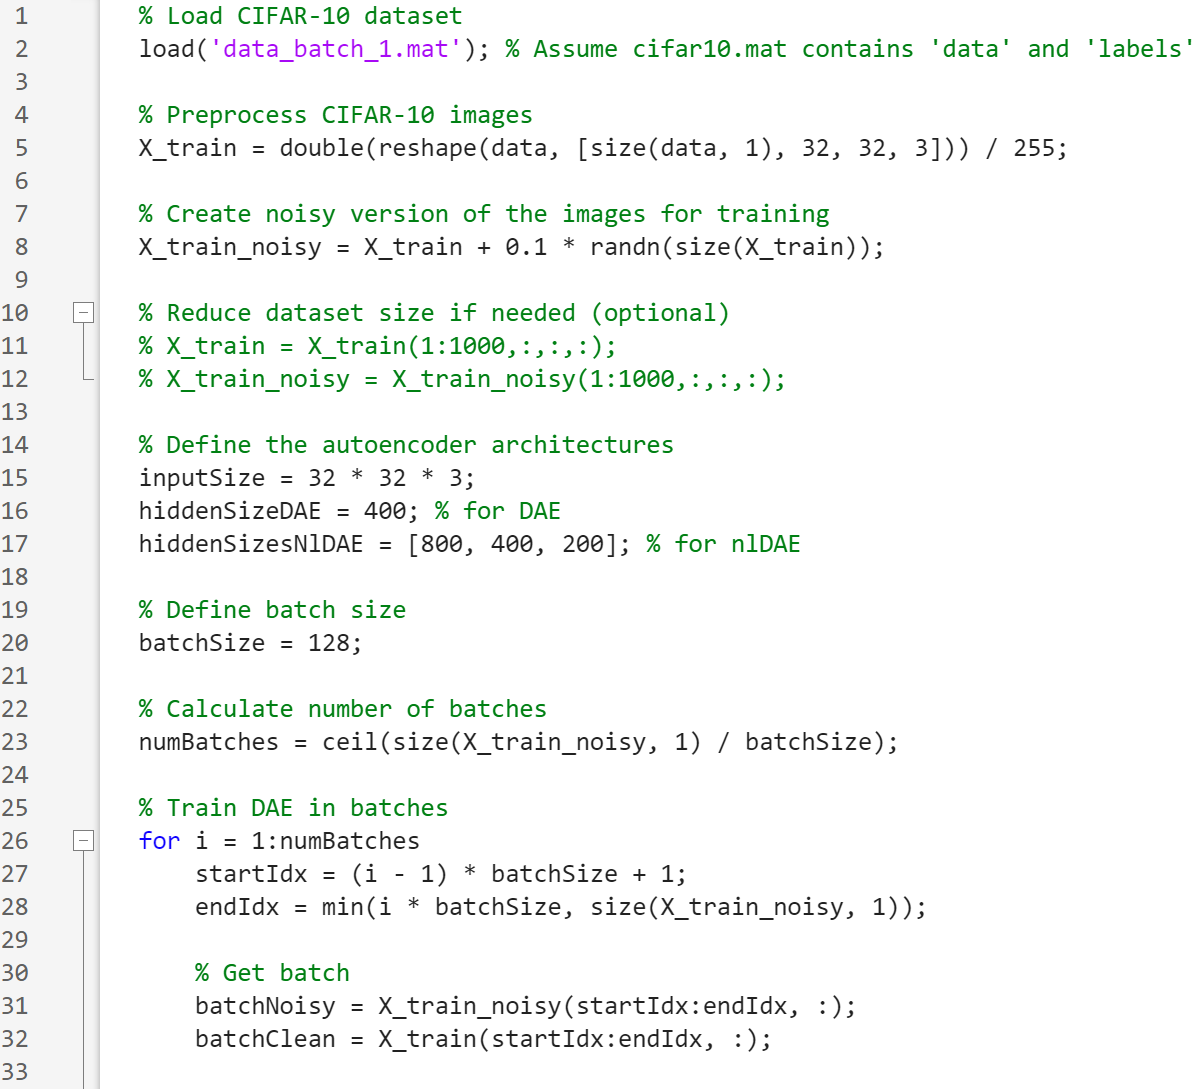 1 % Load CIFAR-10 dataset
2 load('data_batch_1.mat'); % Assume cifar10.mat contains 'data' and 'labels'
3
4 % Preprocess CIFAR-10 images
5 X_train = double(reshape(data, [size(data, 1), 32, 32, 3])) / 255;
6
7 % Create noisy version of the images for training
8 X_train_noisy = X_train + 0.1 * randn(size(X_train));
9
10 % Reduce dataset size if needed (optional)
11 % X_train = X_train(1:1000,:,:,:);
12 % X_train_noisy = X_train_noisy(1:1000,:,:,:);
13
14 % Define the autoencoder architectures
15 inputSize = 32 * 32 * 3;
16 hiddenSizeDAE = 400; % for DAE
17 hiddenSizesNlDAE = [800, 400, 200]; % for nlDAE
18
19 % Define batch size
20 batchSize = 128;
21
22 % Calculate number of batches
23 numBatches = ceil(size(X_train_noisy, 1) / batchSize);
24
25 % Train DAE in batches
26 for i = 1:numBatches
27     startIdx = (i - 1) * batchSize + 1;
28     endIdx = min(i * batchSize, size(X_train_noisy, 1));
29
30     % Get batch
31     batchNoisy = X_train_noisy(startIdx:endIdx, :);
32     batchClean = X_train(startIdx:endIdx, :);
33